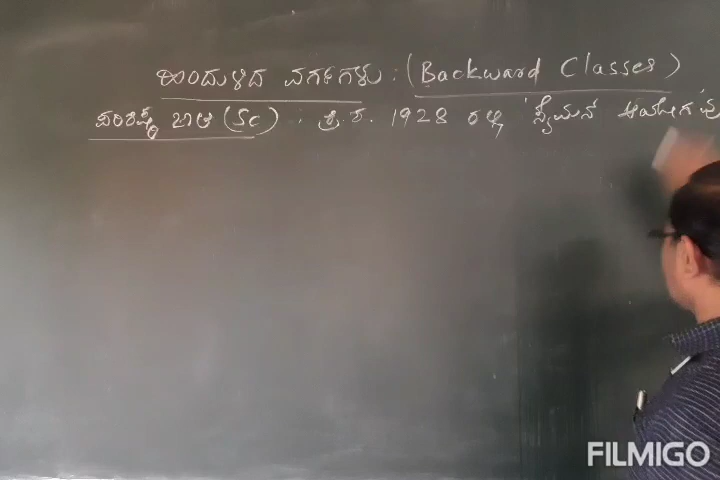 ಹಿಂದುಳಿದ ವರ್ಗಗಳು : (Backward Classes)
ಪರಿಶಿಷ್ಟ ಜಾತಿ (SC) : ಕ್ರಿ.ಶ. 1928 ರಲ್ಲಿ 'ಸೈಮನ್ ಆಯೋಗ'ವು
FILMIGO